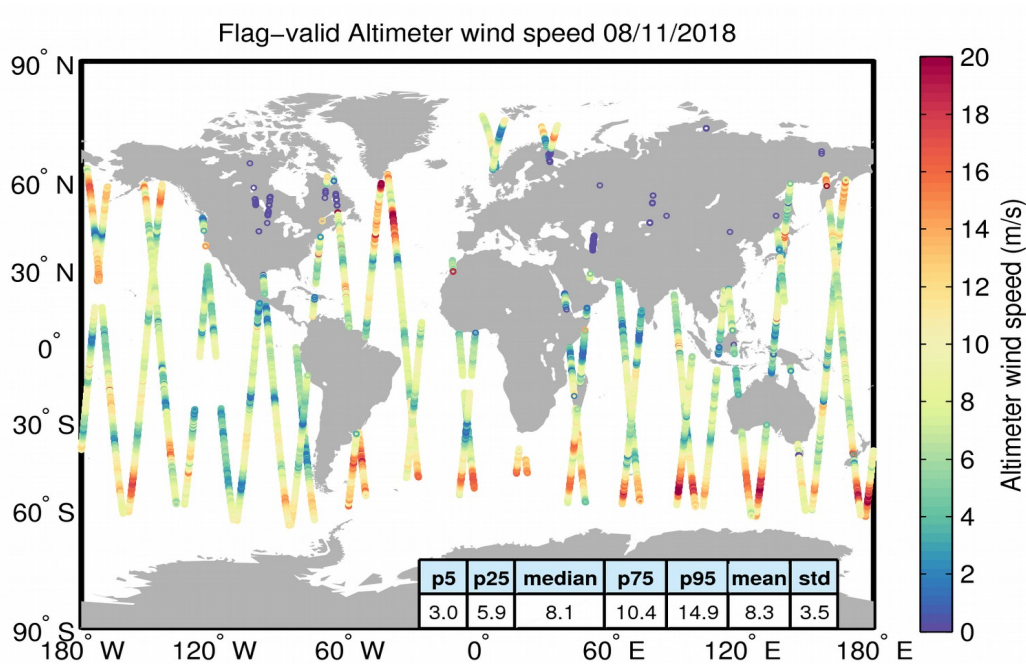 Flag−valid Altimeter wind speed 08/11/2018
90° N
60° N
30° N
0°
30° S
60° S
90° S
180° W
120° W
60° W
0°
60° E
120° E
180° E
p5 p25 median p75 p95 mean std
3.0 5.9 8.1 10.4 14.9 8.3 3.5
20
18
16
14
12
10
8
6
4
2
0
Altimeter wind speed (m/s)